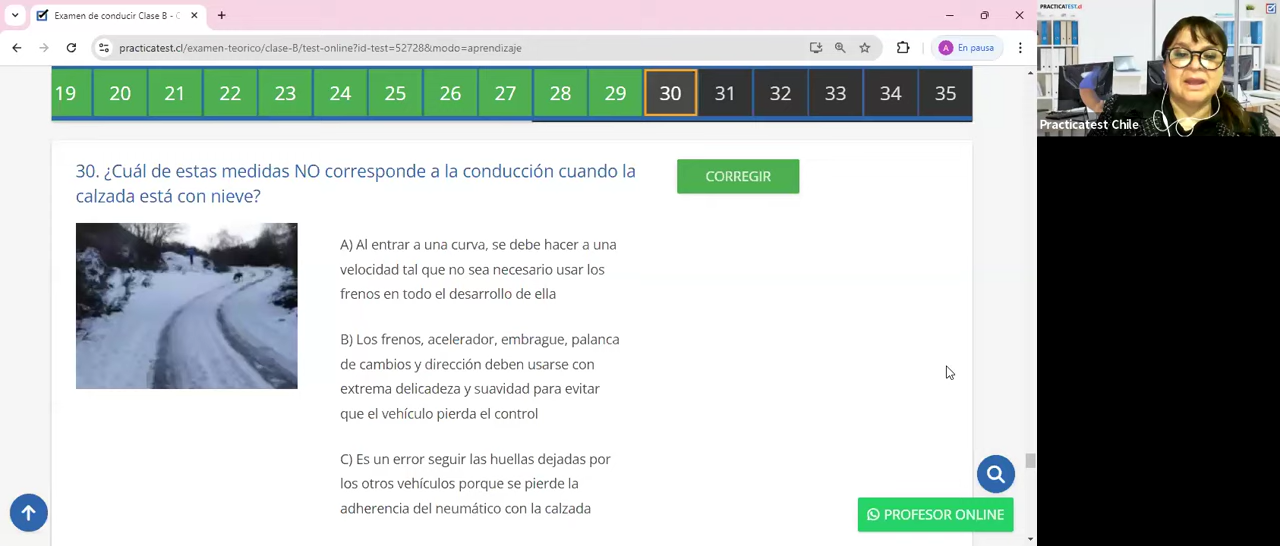 Examen de conducir Clase B - C
practicatest.cl/examen-teorico/clase-B/test-online?id-test=52728&modo=aprendizaje
A
En pausa
PRACTICATEST.CL
Practicatest Chile
19 20 21 22 23 24 25 26 27 28 29 30 31 32 33 34 35
30. ¿Cuál de estas medidas NO corresponde a la conducción cuando la
calzada está con nieve?
CORREGIR
A) Al entrar a una curva, se debe hacer a una
velocidad tal que no sea necesario usar los
frenos en todo el desarrollo de ella
B) Los frenos, acelerador, embrague, palanca
de cambios y dirección deben usarse con
extrema delicadeza y suavidad para evitar
que el vehículo pierda el control
C) Es un error seguir las huellas dejadas por
los otros vehículos porque se pierde la
adherencia del neumático con la calzada
PROFESOR ONLINE